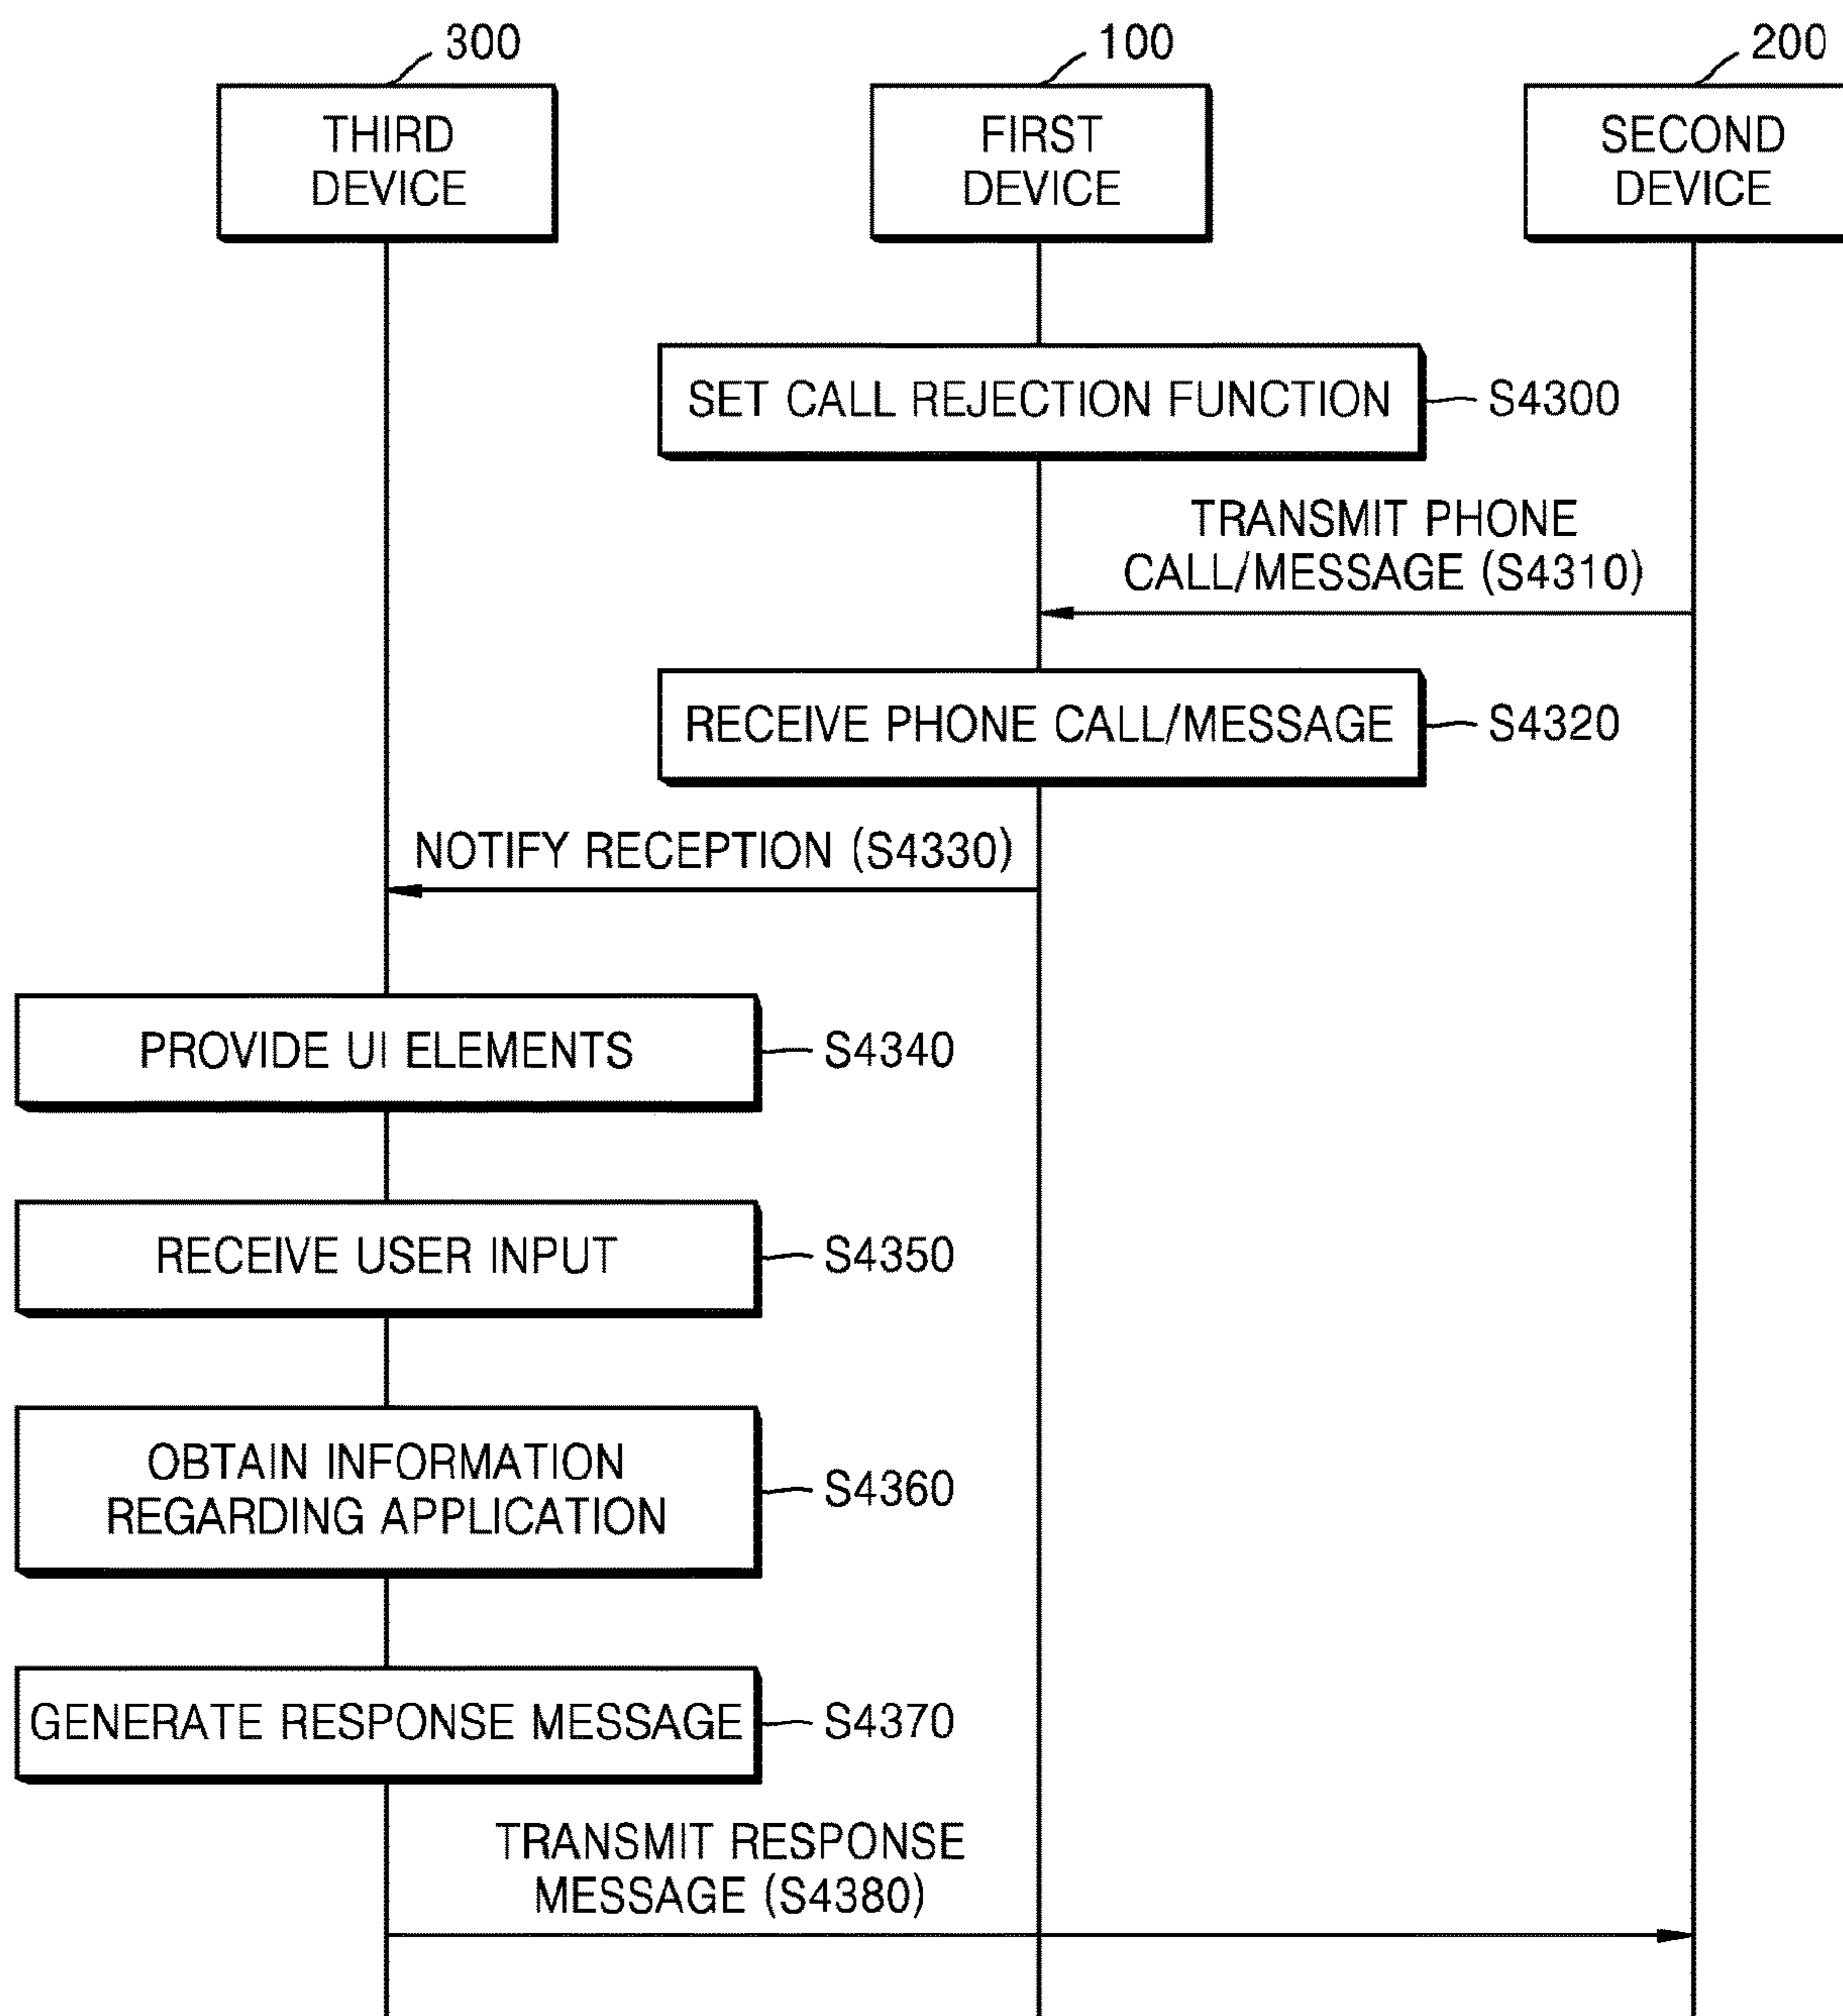 300
100
200
THIRD
DEVICE
FIRST
DEVICE
SECOND
DEVICE
SET CALL REJECTION FUNCTION
S4300
TRANSMIT PHONE
CALL/MESSAGE (S4310)
RECEIVE PHONE CALL/MESSAGE
S4320
NOTIFY RECEPTION (S4330)
PROVIDE UI ELEMENTS
S4340
RECEIVE USER INPUT
S4350
OBTAIN INFORMATION
REGARDING APPLICATION
S4360
GENERATE RESPONSE MESSAGE
S4370
TRANSMIT RESPONSE
MESSAGE (S4380)